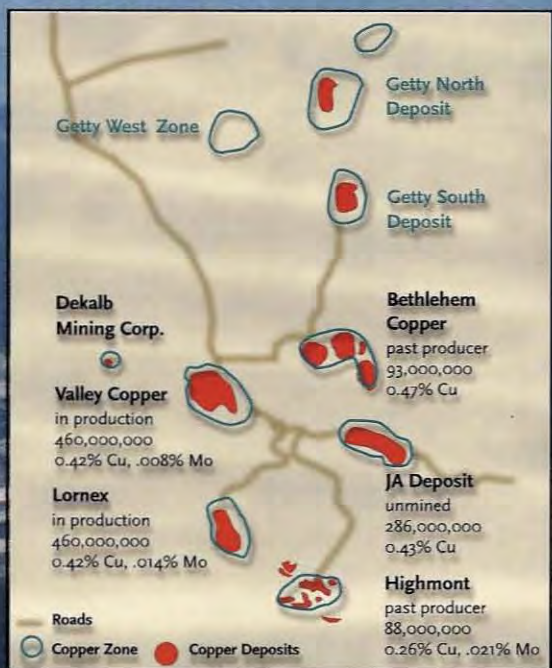 Getty North
Deposit
Getty West Zone
Getty South
Deposit
Dekalb
Mining Corp.
Bethlehem
Copper
past producer
93,000,000
0.47% Cu
Valley Copper
in production
460,000,000
0.42% Cu, .008% Mo
JA Deposit
unmined
286,000,000
0.43% Cu
Lornex
in production
460,000,000
0.42% Cu, .014% Mo
Highmont
past producer
88,000,000
0.26% Cu, .021% Mo
Roads
Copper Zone
Copper Deposits